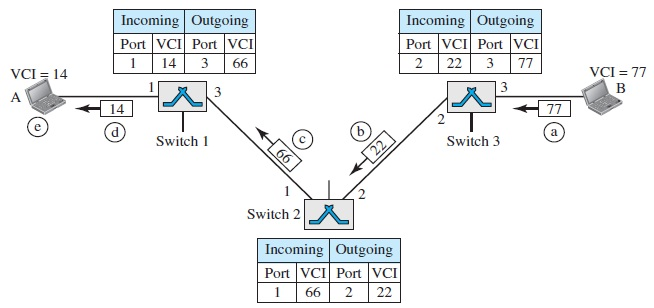 Incoming Outgoing
Port VCI Port VCI
1 14 3 66
Incoming Outgoing
Port VCI Port VCI
2 22 3 77
VCI = 14
A
e
14
d
1
3
Switch 1
66
c
b
22
2
3
Switch 3
77
a
VCI = 77
B
1
2
Switch 2
Incoming Outgoing
Port VCI Port VCI
1 66 2 22